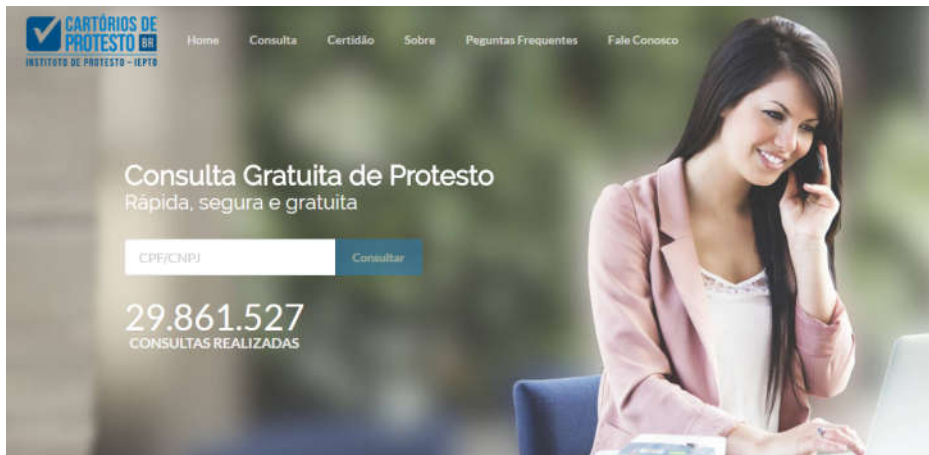 CARTÓRIOS DE
PROTESTO BR
INSTITUTO DE PROTESTO - IEPTB
Home Consulta Certidão Sobre Peguntas Frequentes Fale Conosco
Consulta Gratuita de Protesto
Rápida, segura e gratuita
CPF/CNPJ Consultar
29.861.527
CONSULTAS REALIZADAS